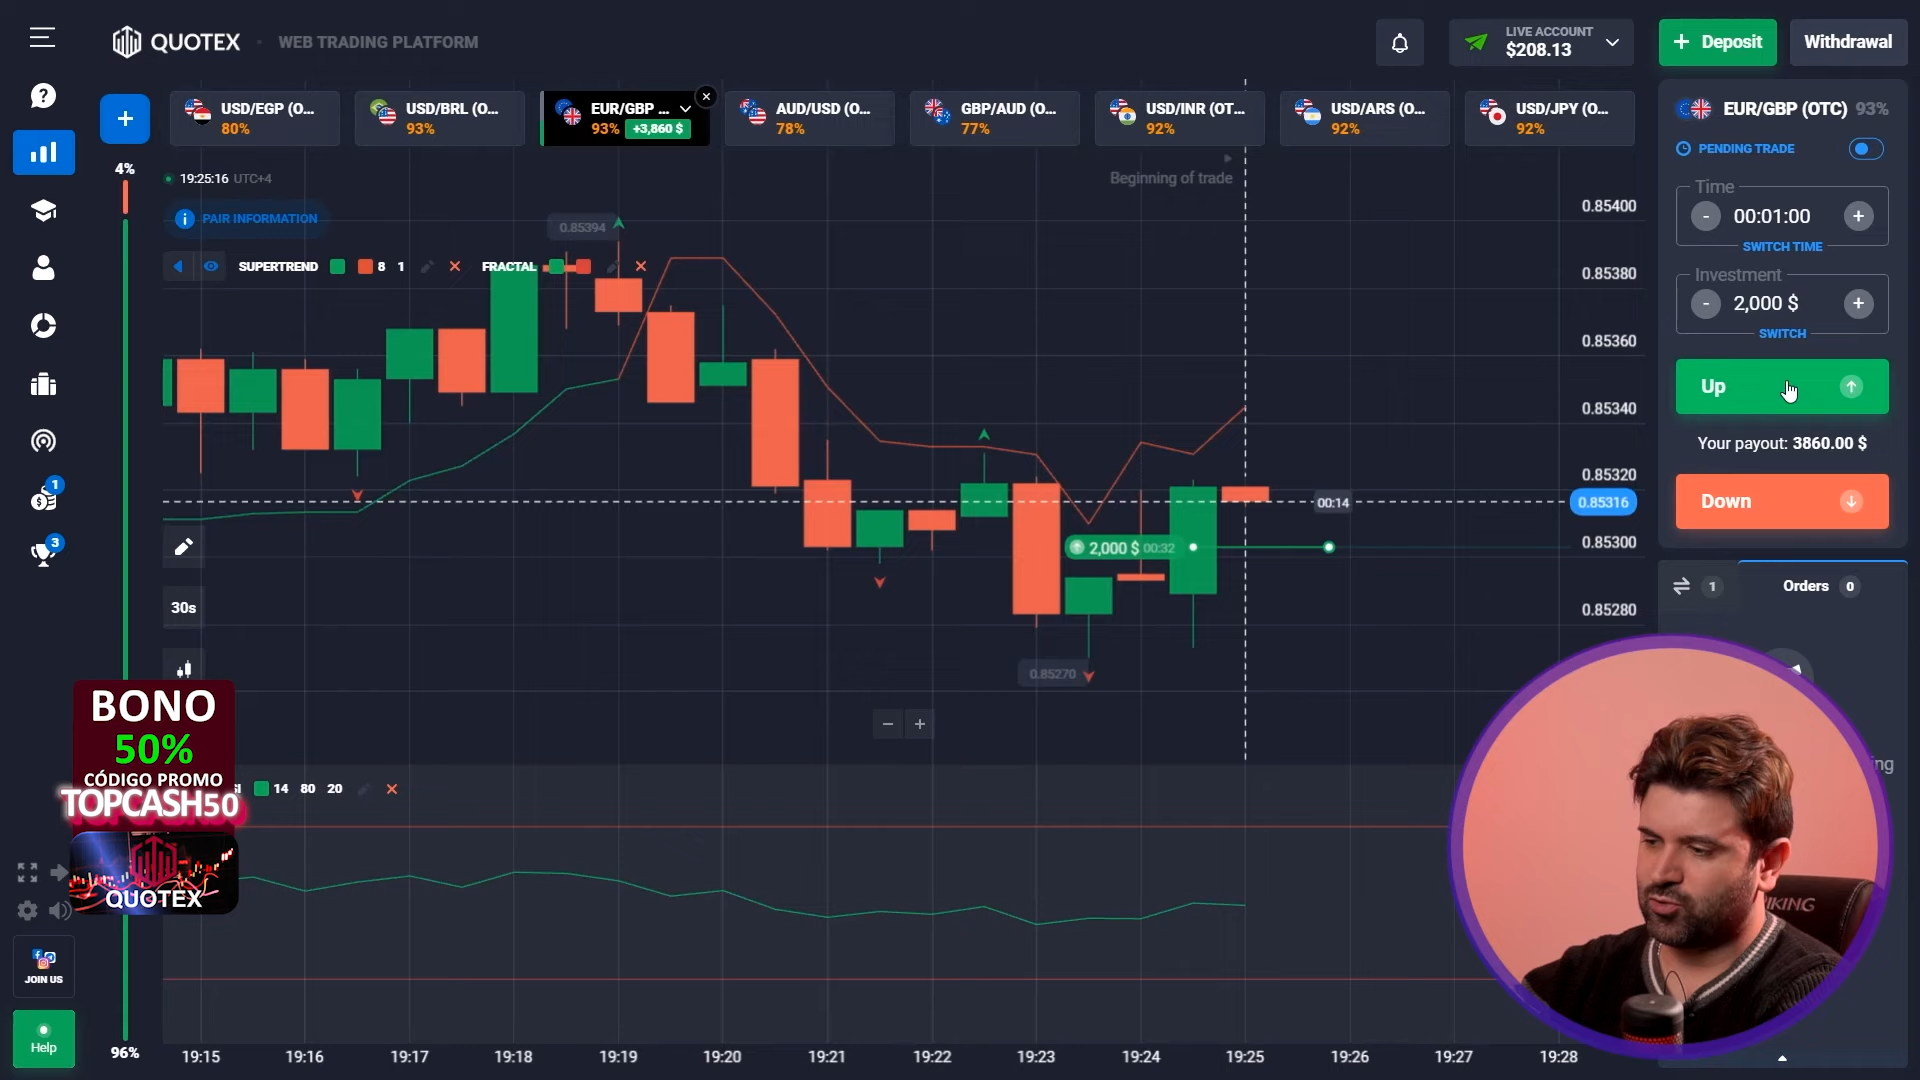 QUOTEX
WEB TRADING PLATFORM
LIVE ACCOUNT
$208.13
+ Deposit
Withdrawal
USD/EGP (O...
80%
USD/BRL (O...
93%
EUR/GBP ...
93% +3,860 $
AUD/USD (O...
78%
GBP/AUD (O...
77%
USD/INR (OT...
92%
USD/ARS (O...
92%
USD/JPY (O...
92%
EUR/GBP (OTC) 93%
PENDING TRADE
Time
- 00:01:00 +
SWITCH TIME
Investment
- 2,000 $ +
SWITCH
Up
Your payout: 3860.00 $
Down
1
Orders 0
4%
19:25:16 UTC+4
PAIR INFORMATION
Beginning of trade
0.85394
SUPERTREND 8 1
FRACTAL
0.85400
0.85380
0.85360
0.85340
0.85320
0.85316
0.85300
0.85280
00:14
2,000 $ 00:32
0.85270
30s
1
3
BONO
50%
CÓDIGO PROMO
TOPCASH50
QUOTEX
14 80 20
JOIN US
Help
96%
19:15
19:16
19:17
19:18
19:19
19:20
19:21
19:22
19:23
19:24
19:25
19:26
19:27
19:28